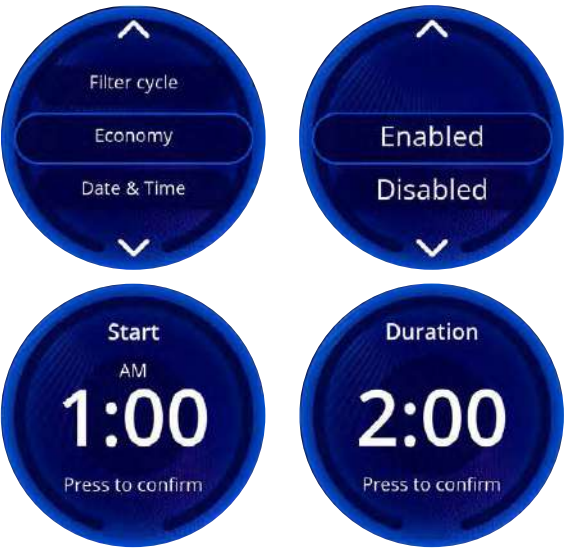 Filter cycle
Economy
Date & Time
Enabled
Disabled
Start
AM
1:00
Press to confirm
Duration
2:00
Press to confirm